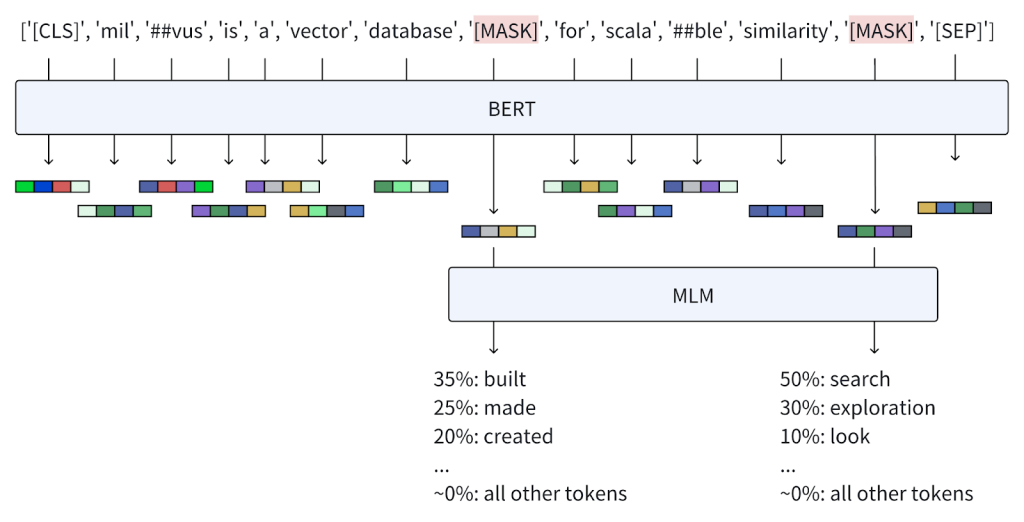 ['[CLS]', 'mil', '##vus', 'is', 'a', 'vector', 'database', '[MASK]', 'for', 'scala', '##ble', 'similarity', '[MASK]', '[SEP]']
BERT
MLM
35%: built
25%: made
20%: created
...
~0%: all other tokens
50%: search
30%: exploration
10%: look
...
~0%: all other tokens